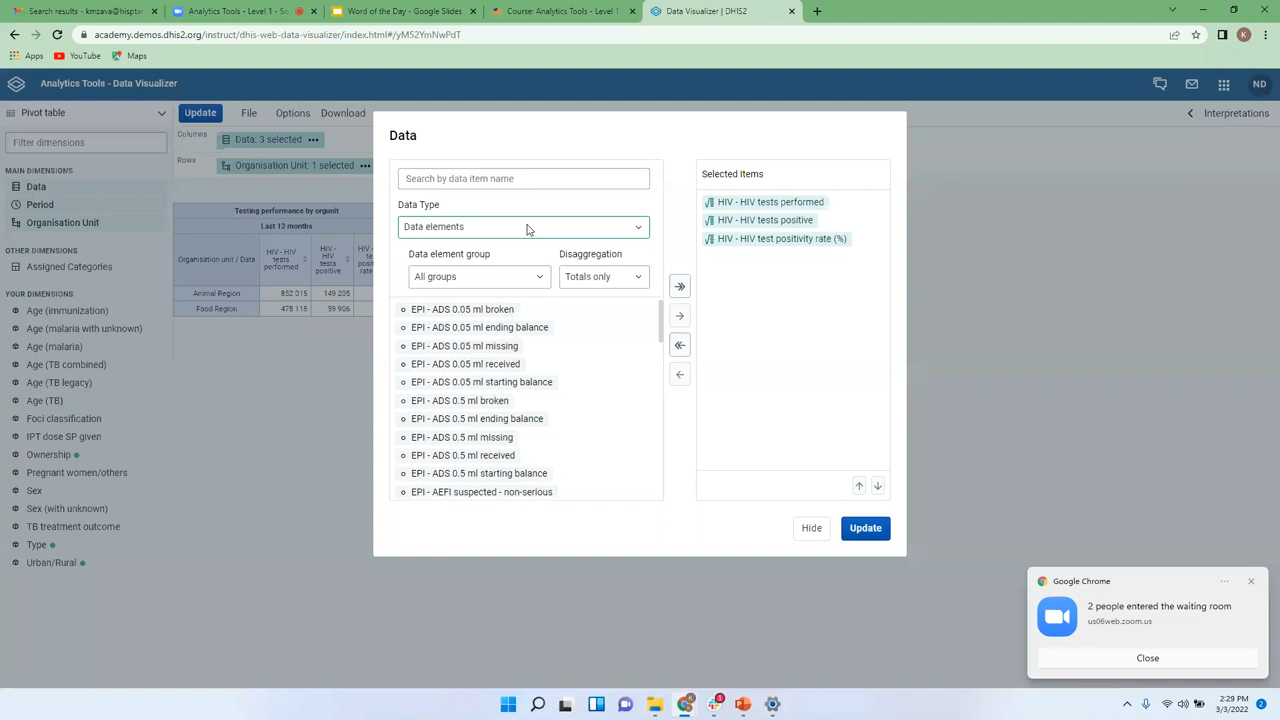 Search results – kmzava@hispta
Analytics Tools - Level 1 - Se
Word of the Day - Google Slides
Course: Analytics Tools - Level 1
Data Visualizer | DHIS2
academy.demos.dhis2.org/instruct/dhis-web-data-visualizer/index.html#/yM52YmNwPdT
K
Apps
YouTube
Maps
Analytics Tools - Data Visualizer
ND
Pivot table
Update
File
Options
Download
Interpretations
Filter dimensions
Columns
Data: 3 selected
Rows
Organisation Unit: 1 selected
MAIN DIMENSIONS
Data
Period
Organisation Unit
OTHER DIMENSIONS
Assigned Categories
YOUR DIMENSIONS
Age (immunization)
Age (malaria with unknown)
Age (malaria)
Age (TB combined)
Age (TB legacy)
Age (TB)
Foci classification
IPT dose SP given
Ownership
Pregnant women/others
Sex
Sex (with unknown)
TB treatment outcome
Type
Urban/Rural
Testing performance by orgunit
Last 12 months
Organisation unit / Data
HIV - HIV tests performed
HIV - HIV tests positive
Animal Region 852 015 149 205
Food Region 478 118 59 906
Data
Search by data item name
Data Type
Data elements
Data element group
Disaggregation
All groups
Totals only
EPI - ADS 0.05 ml broken
EPI - ADS 0.05 ml ending balance
EPI - ADS 0.05 ml missing
EPI - ADS 0.05 ml received
EPI - ADS 0.05 ml starting balance
EPI - ADS 0.5 ml broken
EPI - ADS 0.5 ml ending balance
EPI - ADS 0.5 ml missing
EPI - ADS 0.5 ml received
EPI - ADS 0.5 ml starting balance
EPI - AEFI suspected - non-serious
Selected Items
HIV - HIV tests performed
HIV - HIV tests positive
HIV - HIV test positivity rate (%)
Hide
Update
Google Chrome
2 people entered the waiting room
us06web.zoom.us
Close
2:29 PM
3/3/2022